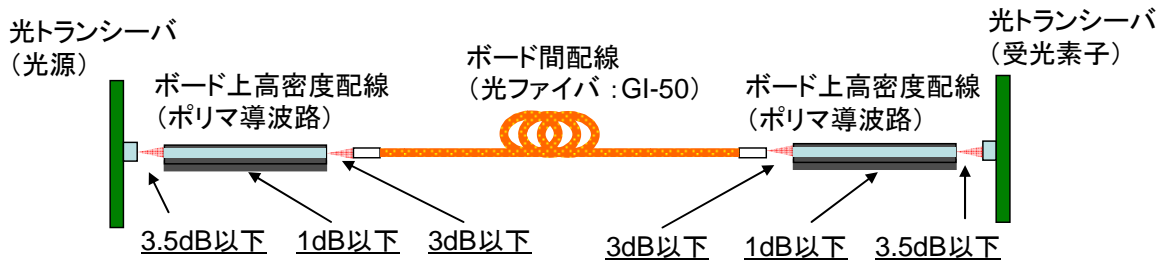 光トランシーバ
(光源)
ボード上高密度配線
(ポリマ導波路)
ボード間配線
(光ファイバ :GI-50)
ボード上高密度配線
(ポリマ導波路)
光トランシーバ
(受光素子)
3.5dB以下
1dB以下
3dB以下
3dB以下
1dB以下
3.5dB以下